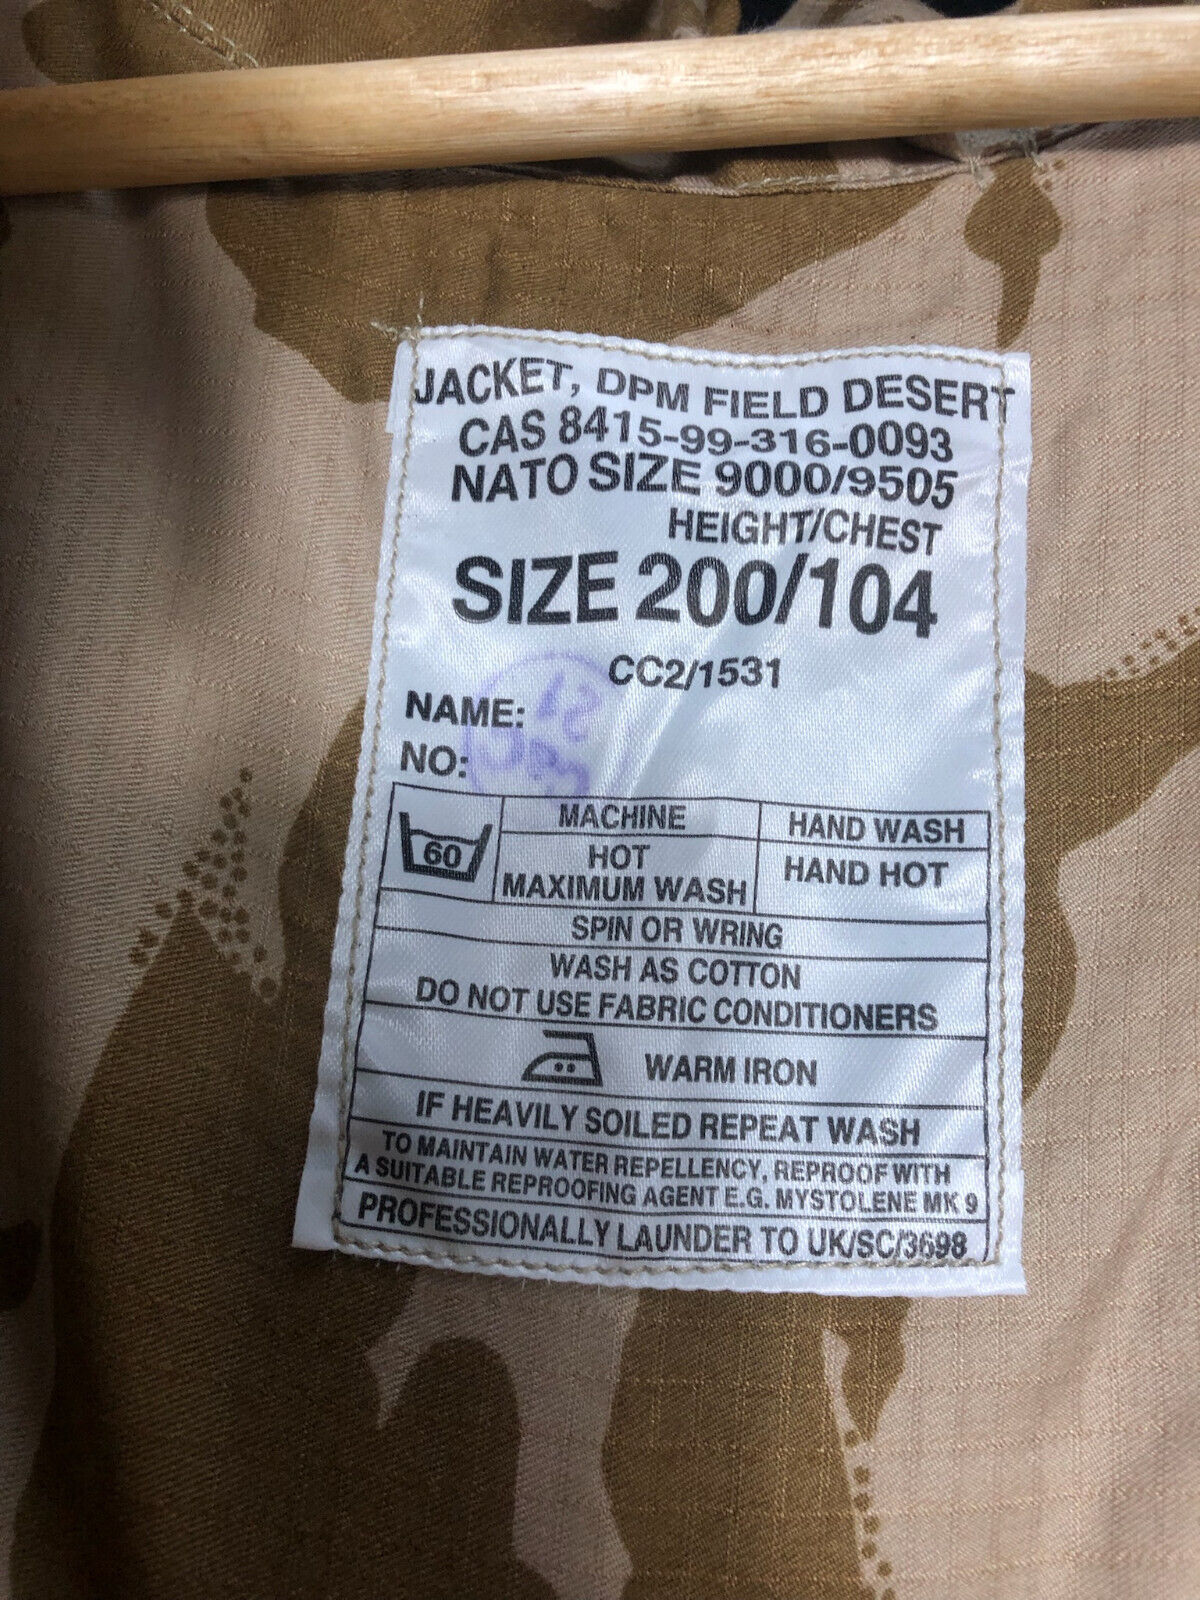 JACKET, DPM FIELD DESERT
CAS 8415-99-316-0093
NATO SIZE 9000/9505
HEIGHT/CHEST
SIZE 200/104
CC2/1531
NAME:
NO:
60
MACHINE
HOT
MAXIMUM WASH
HAND WASH
HAND HOT
SPIN OR WRING
WASH AS COTTON
DO NOT USE FABRIC CONDITIONERS
WARM IRON
IF HEAVILY SOILED REPEAT WASH
TO MAINTAIN WATER REPELLENCY, REPROOF WITH
A SUITABLE REPROOFING AGENT E.G. MYSTOLENE MK 9
PROFESSIONALLY LAUNDER TO UK/SC/3698